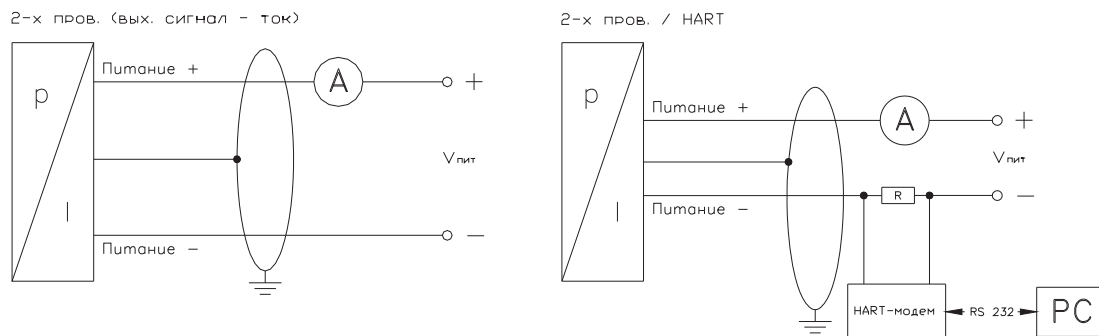 2-х пров. (вых. сигнал - ток)
p
I
Питание +
A
+
Vпит
Питание -
-
2-х пров. / HART
p
I
Питание +
A
+
Vпит
Питание -
R
-
HART-модем
RS 232
PC